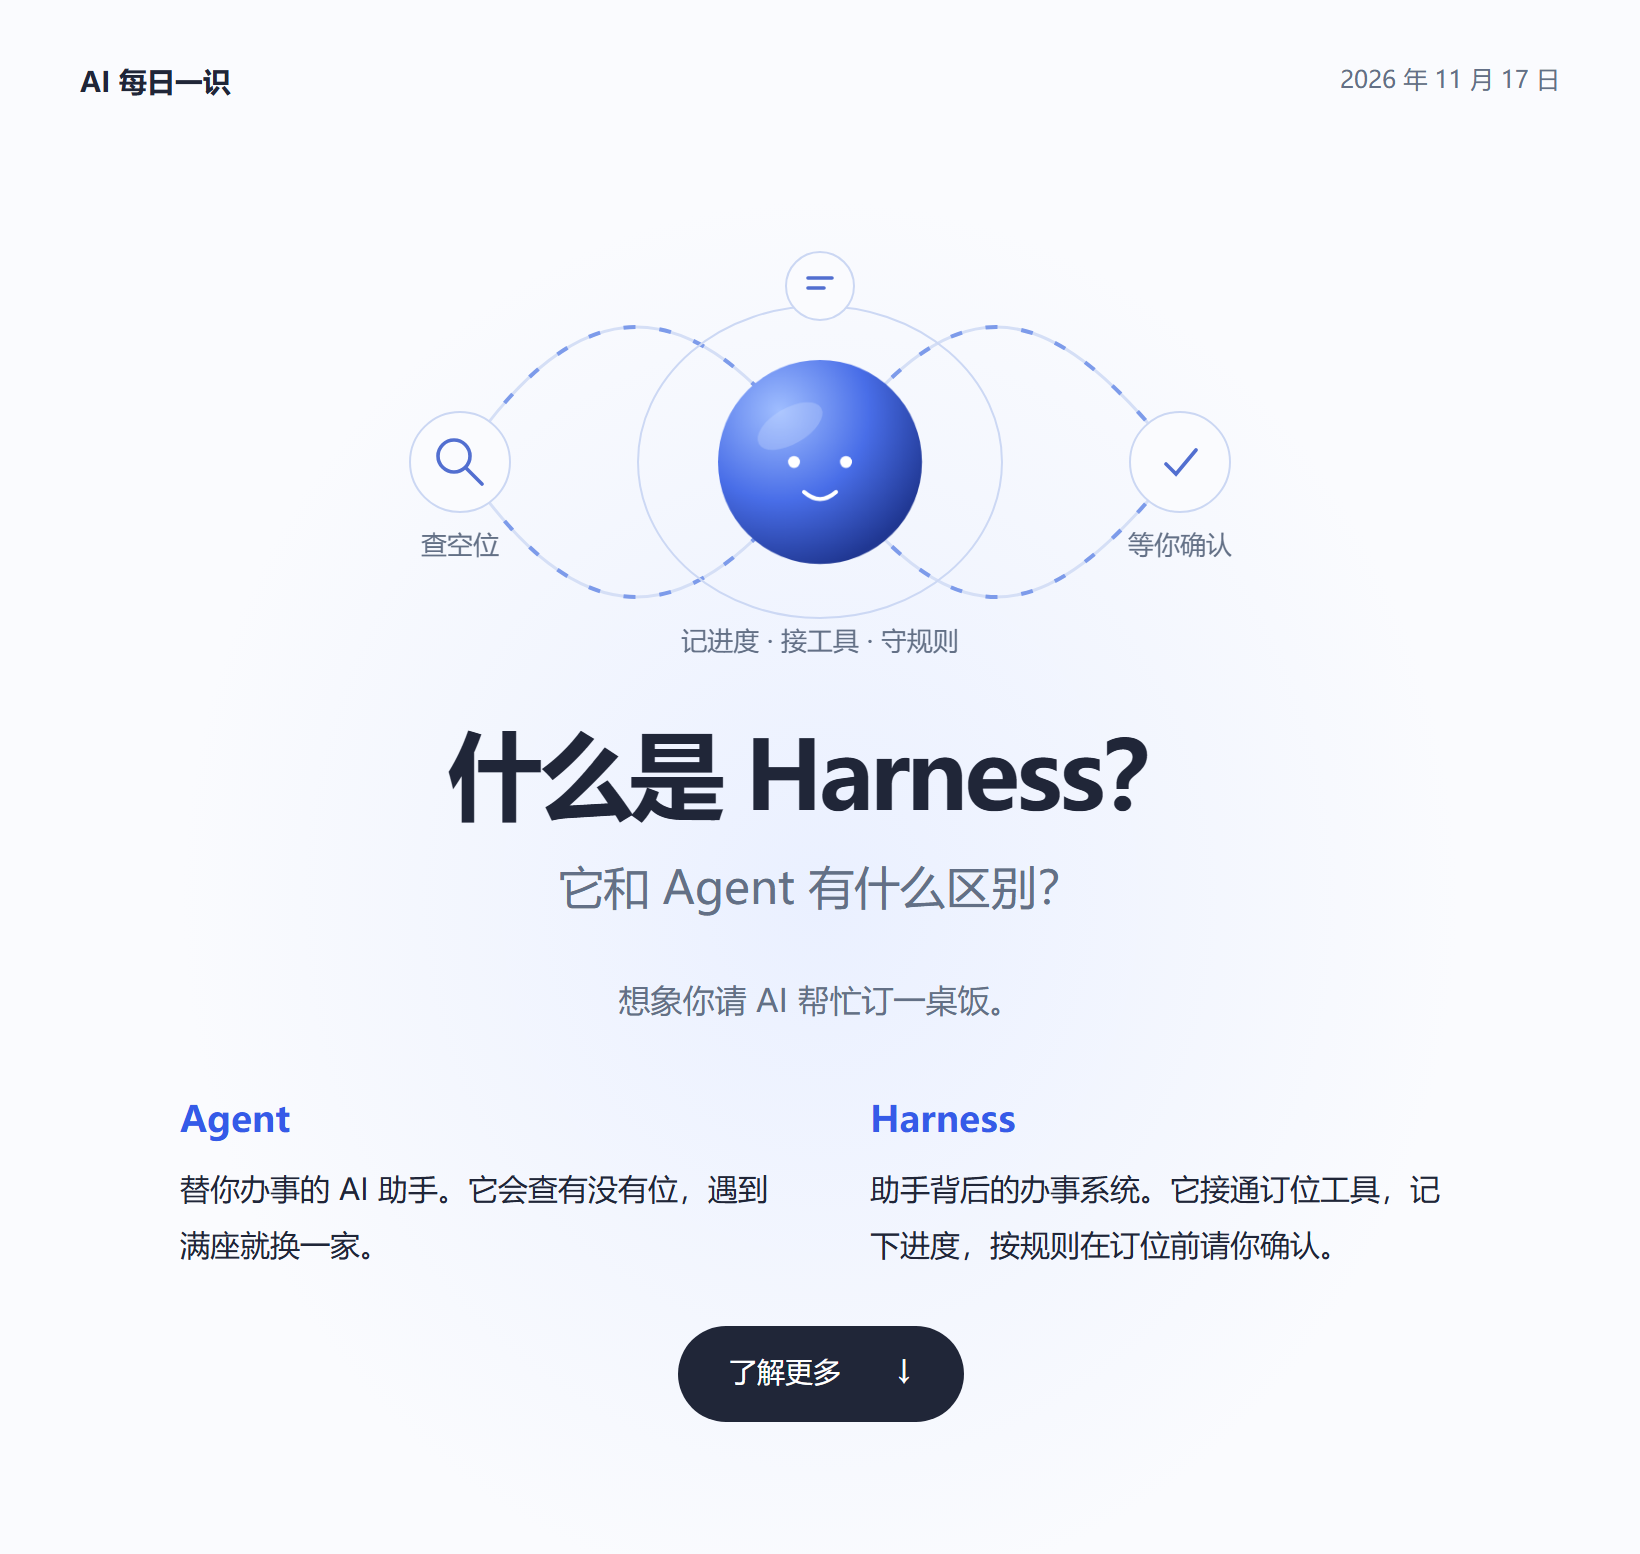 AI 每日一识
2026 年 11 月 17 日
查空位
等你确认
记进度 · 接工具 · 守规则
什么是 Harness?
它和 Agent 有什么区别?
想象你请 AI 帮忙订一桌饭。
Agent
替你办事的 AI 助手。它会查有没有位，遇到
满座就换一家。
Harness
助手背后的办事系统。它接通订位工具，记
下进度，按规则在订位前请你确认。
了解更多 ↓